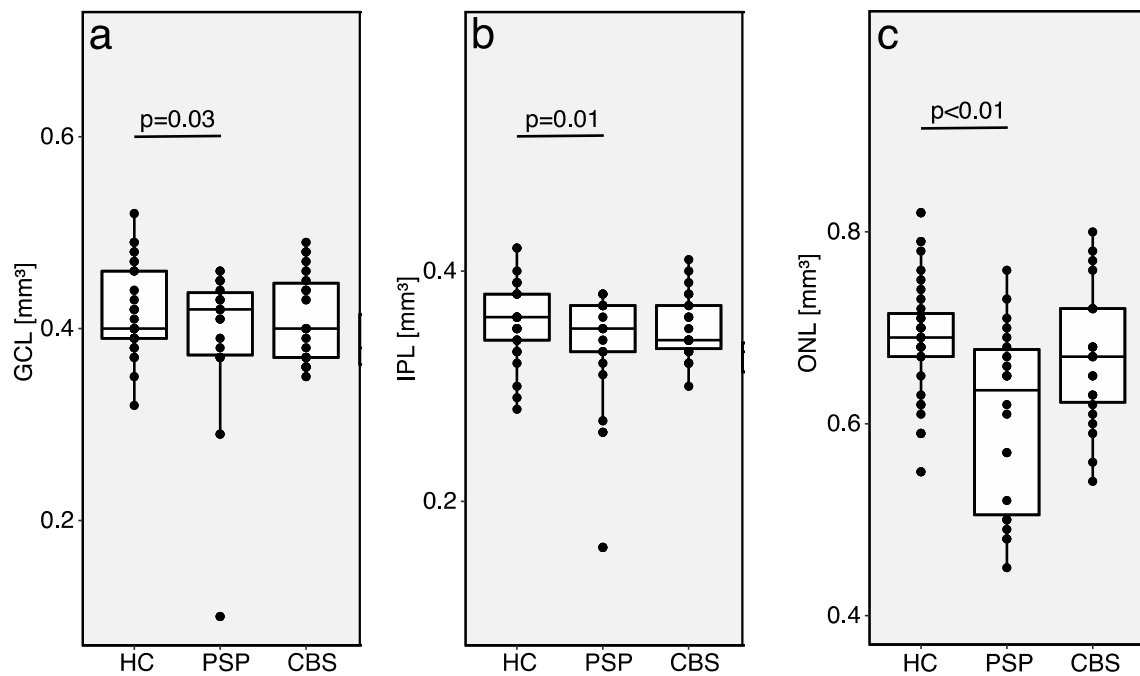 a
p=0.03
0.6
0.4
0.2
GCL [mm³]
HC PSP CBS
b
p=0.01
0.4
0.2
IPL [mm³]
HC PSP CBS
c
p<0.01
0.8
0.6
0.4
ONL [mm³]
HC PSP CBS